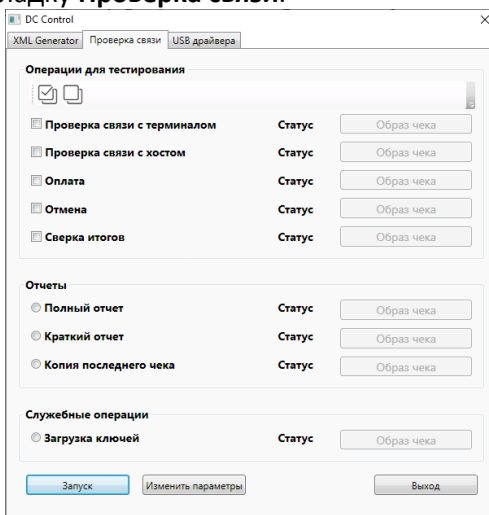 ладку Проверка связи.
DC Control
XML Generator Проверка связи USB драйвера
Операции для тестирования
Проверка связи с терминалом Статус Образ чека
Проверка связи с хостом Статус Образ чека
Оплата Статус Образ чека
Отмена Статус Образ чека
Сверка итогов Статус Образ чека
Отчеты
Полный отчет Статус Образ чека
Краткий отчет Статус Образ чека
Копия последнего чека Статус Образ чека
Служебные операции
Загрузка ключей Статус Образ чека
Запуск Изменить параметры Выход